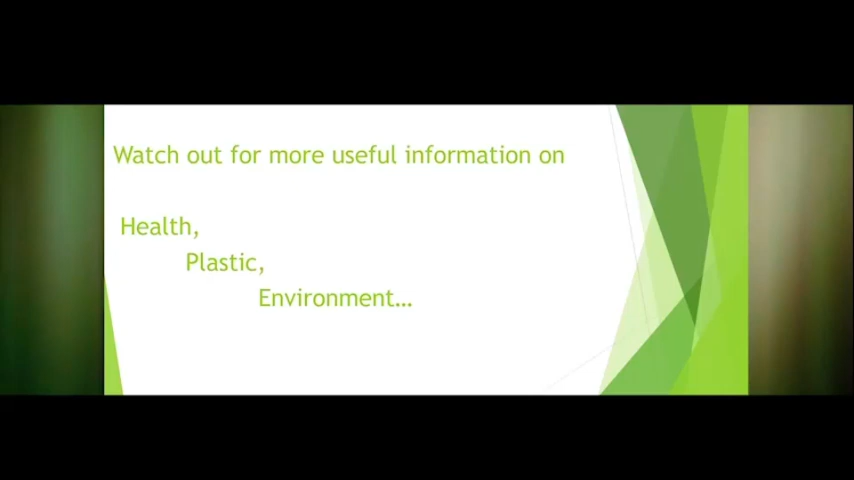 Watch out for more useful information on
Health,
Plastic,
Environment...